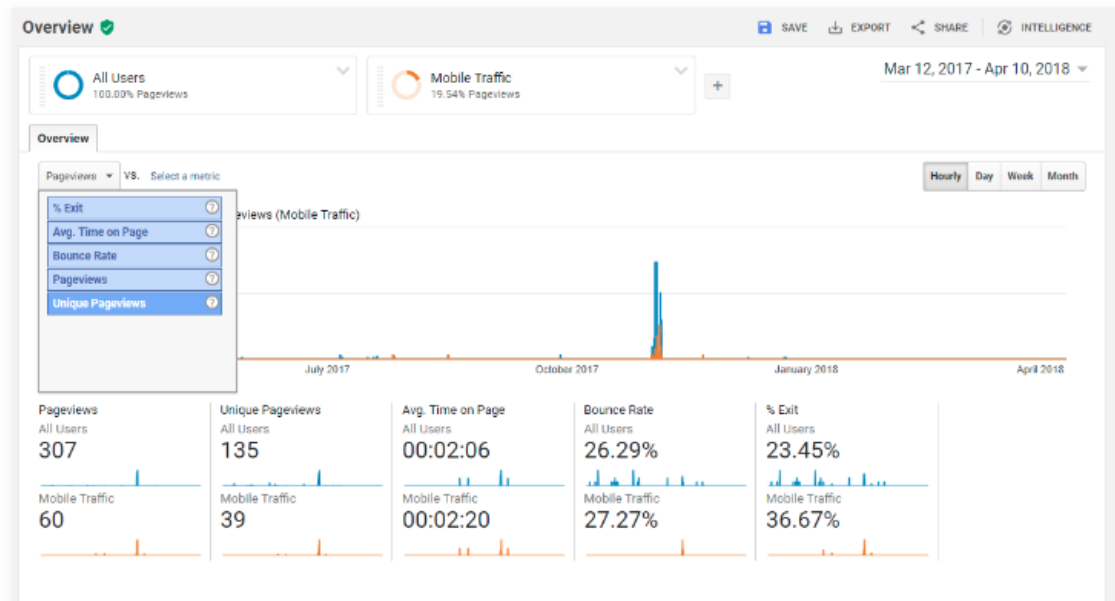 Overview
SAVE EXPORT SHARE INTELLIGENCE
All Users
100.00% Pageviews
Mobile Traffic
19.54% Pageviews
+
Mar 12, 2017 - Apr 10, 2018
Overview
Pageviews VS. Select a metric
Hourly Day Week Month
% Exit ?
Avg. Time on Page ?
Bounce Rate ?
Pageviews ?
Unique Pageviews ?
eviews (Mobile Traffic)
July 2017 October 2017 January 2018 April 2018
Pageviews Unique Pageviews Avg. Time on Page Bounce Rate % Exit
All Users All Users All Users All Users All Users
307 135 00:02:06 26.29% 23.45%
Mobile Traffic Mobile Traffic Mobile Traffic Mobile Traffic Mobile Traffic
60 39 00:02:20 27.27% 36.67%